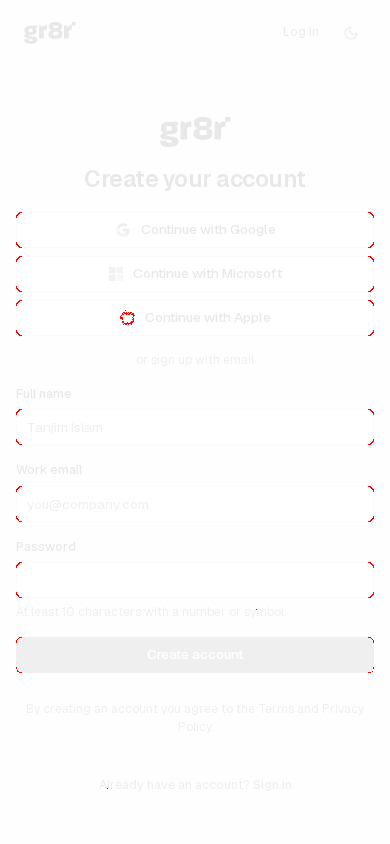 gr8r
Log in
gr8r
Create your account
Continue with Google
Continue with Microsoft
Continue with Apple
or sign up with email
Full name
Tanjim Islam
Work email
you@company.com
Password
At least 10 characters with a number or symbol.
Create account
By creating an account you agree to the Terms and Privacy
Policy.
Already have an account? Sign in